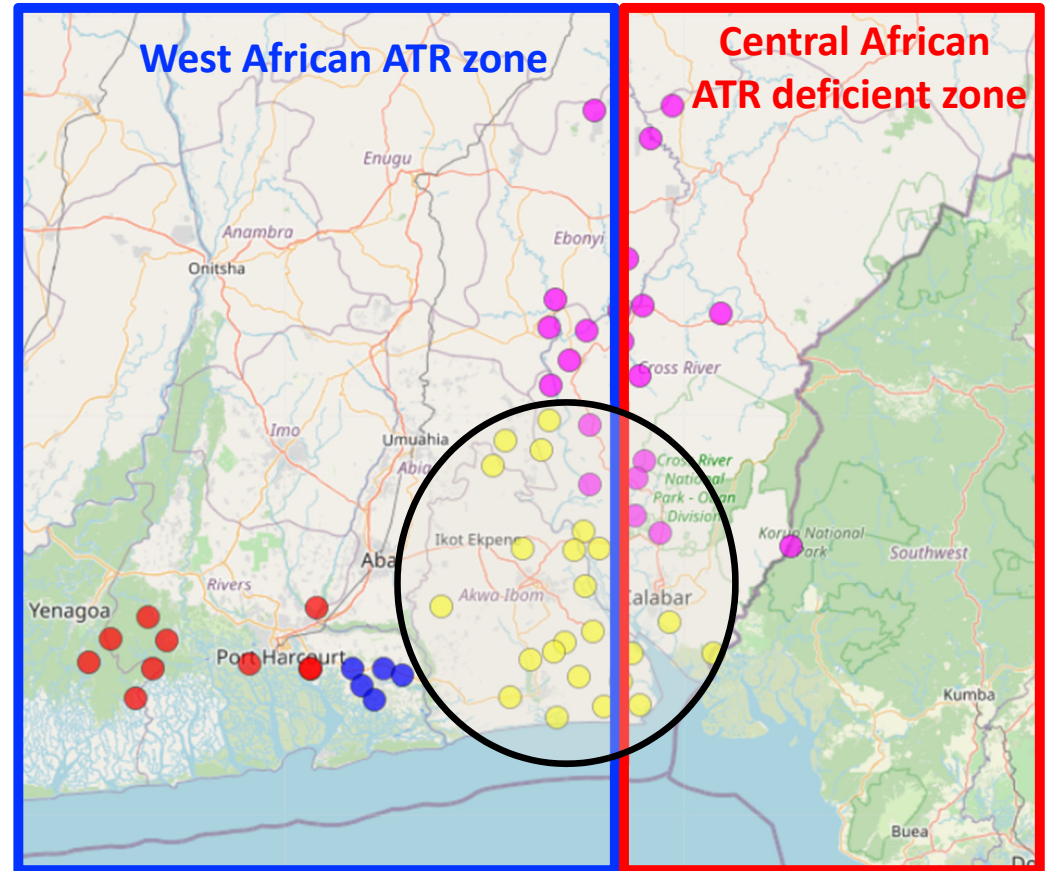 West African ATR zone
Central African
ATR deficient zone
Enugu
Anambra
Onitsha
Ebonyi
Cross River
Imo
Umuahia
Abia
Cross River
National
Park - Oban
Division
Ikot Ekpene
Aba
Korup National
Park
Southwest
Akwa-Ibom
Calabar
Rivers
Yenagoa
Port Harcourt
Kumba
Buea
Do